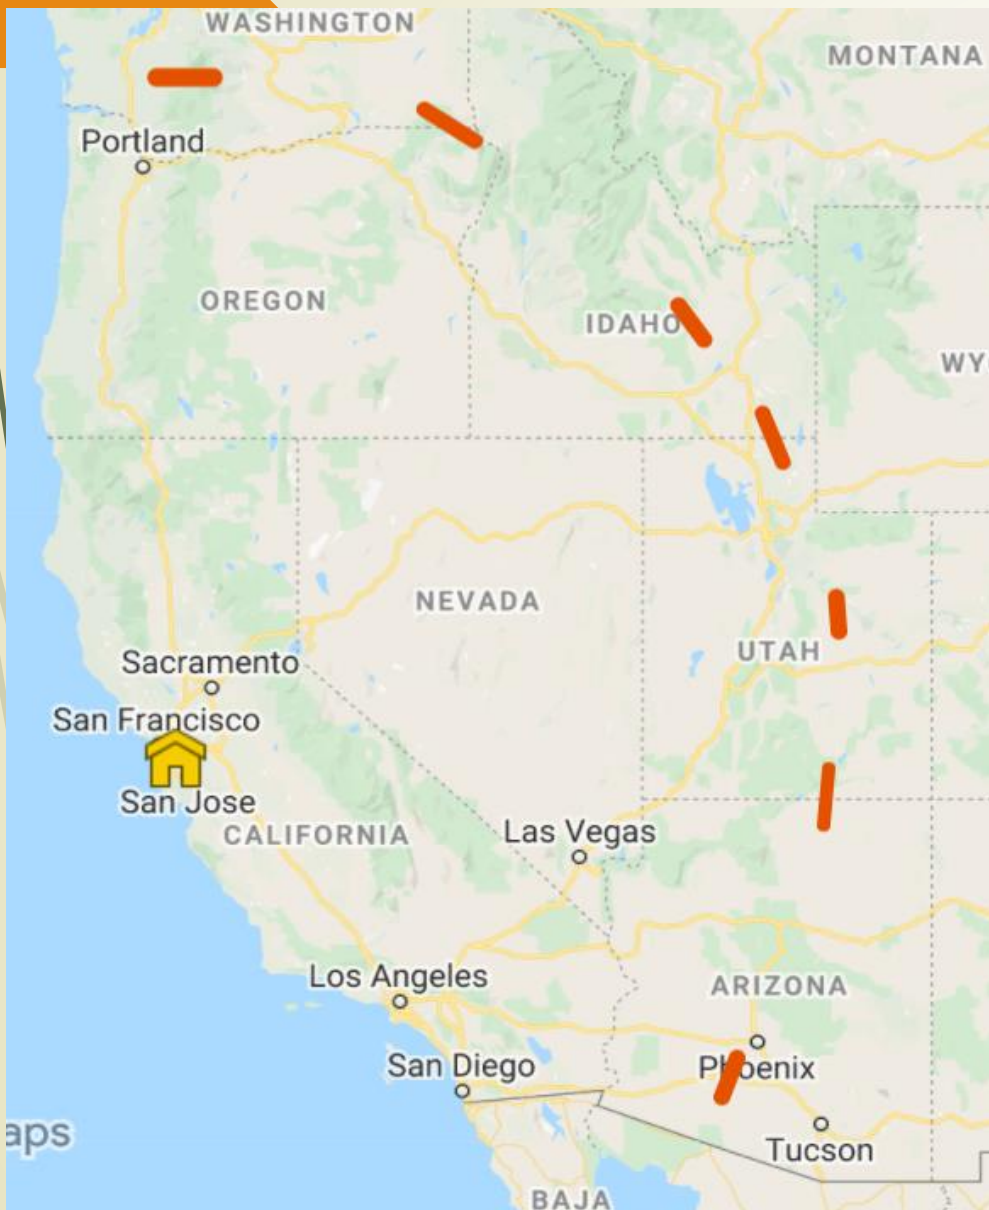 WASHINGTON
MONTANA
Portland
OREGON
IDAHO
WY
NEVADA
UTAH
Sacramento
San Francisco
San Jose
CALIFORNIA
Las Vegas
Los Angeles
ARIZONA
San Diego
Phoenix
aps
Tucson
BAJA